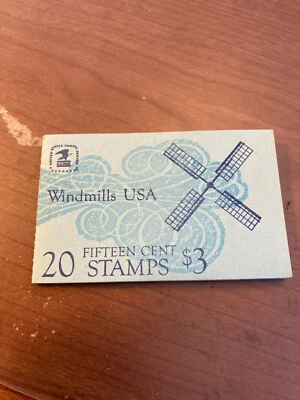 Windmills USA
20 FIFTEEN CENT STAMPS $3